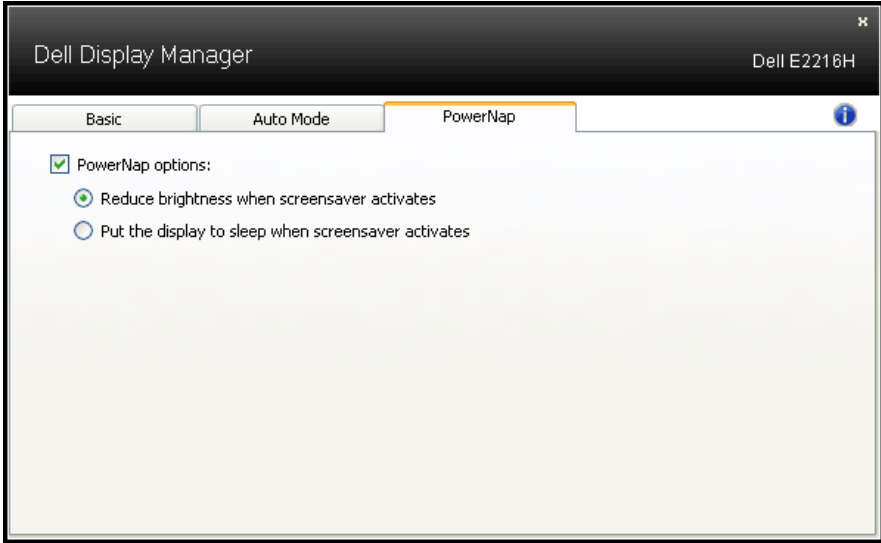 Dell Display Manager
Dell E2216H
Basic
Auto Mode
PowerNap
PowerNap options:
Reduce brightness when screensaver activates
Put the display to sleep when screensaver activates